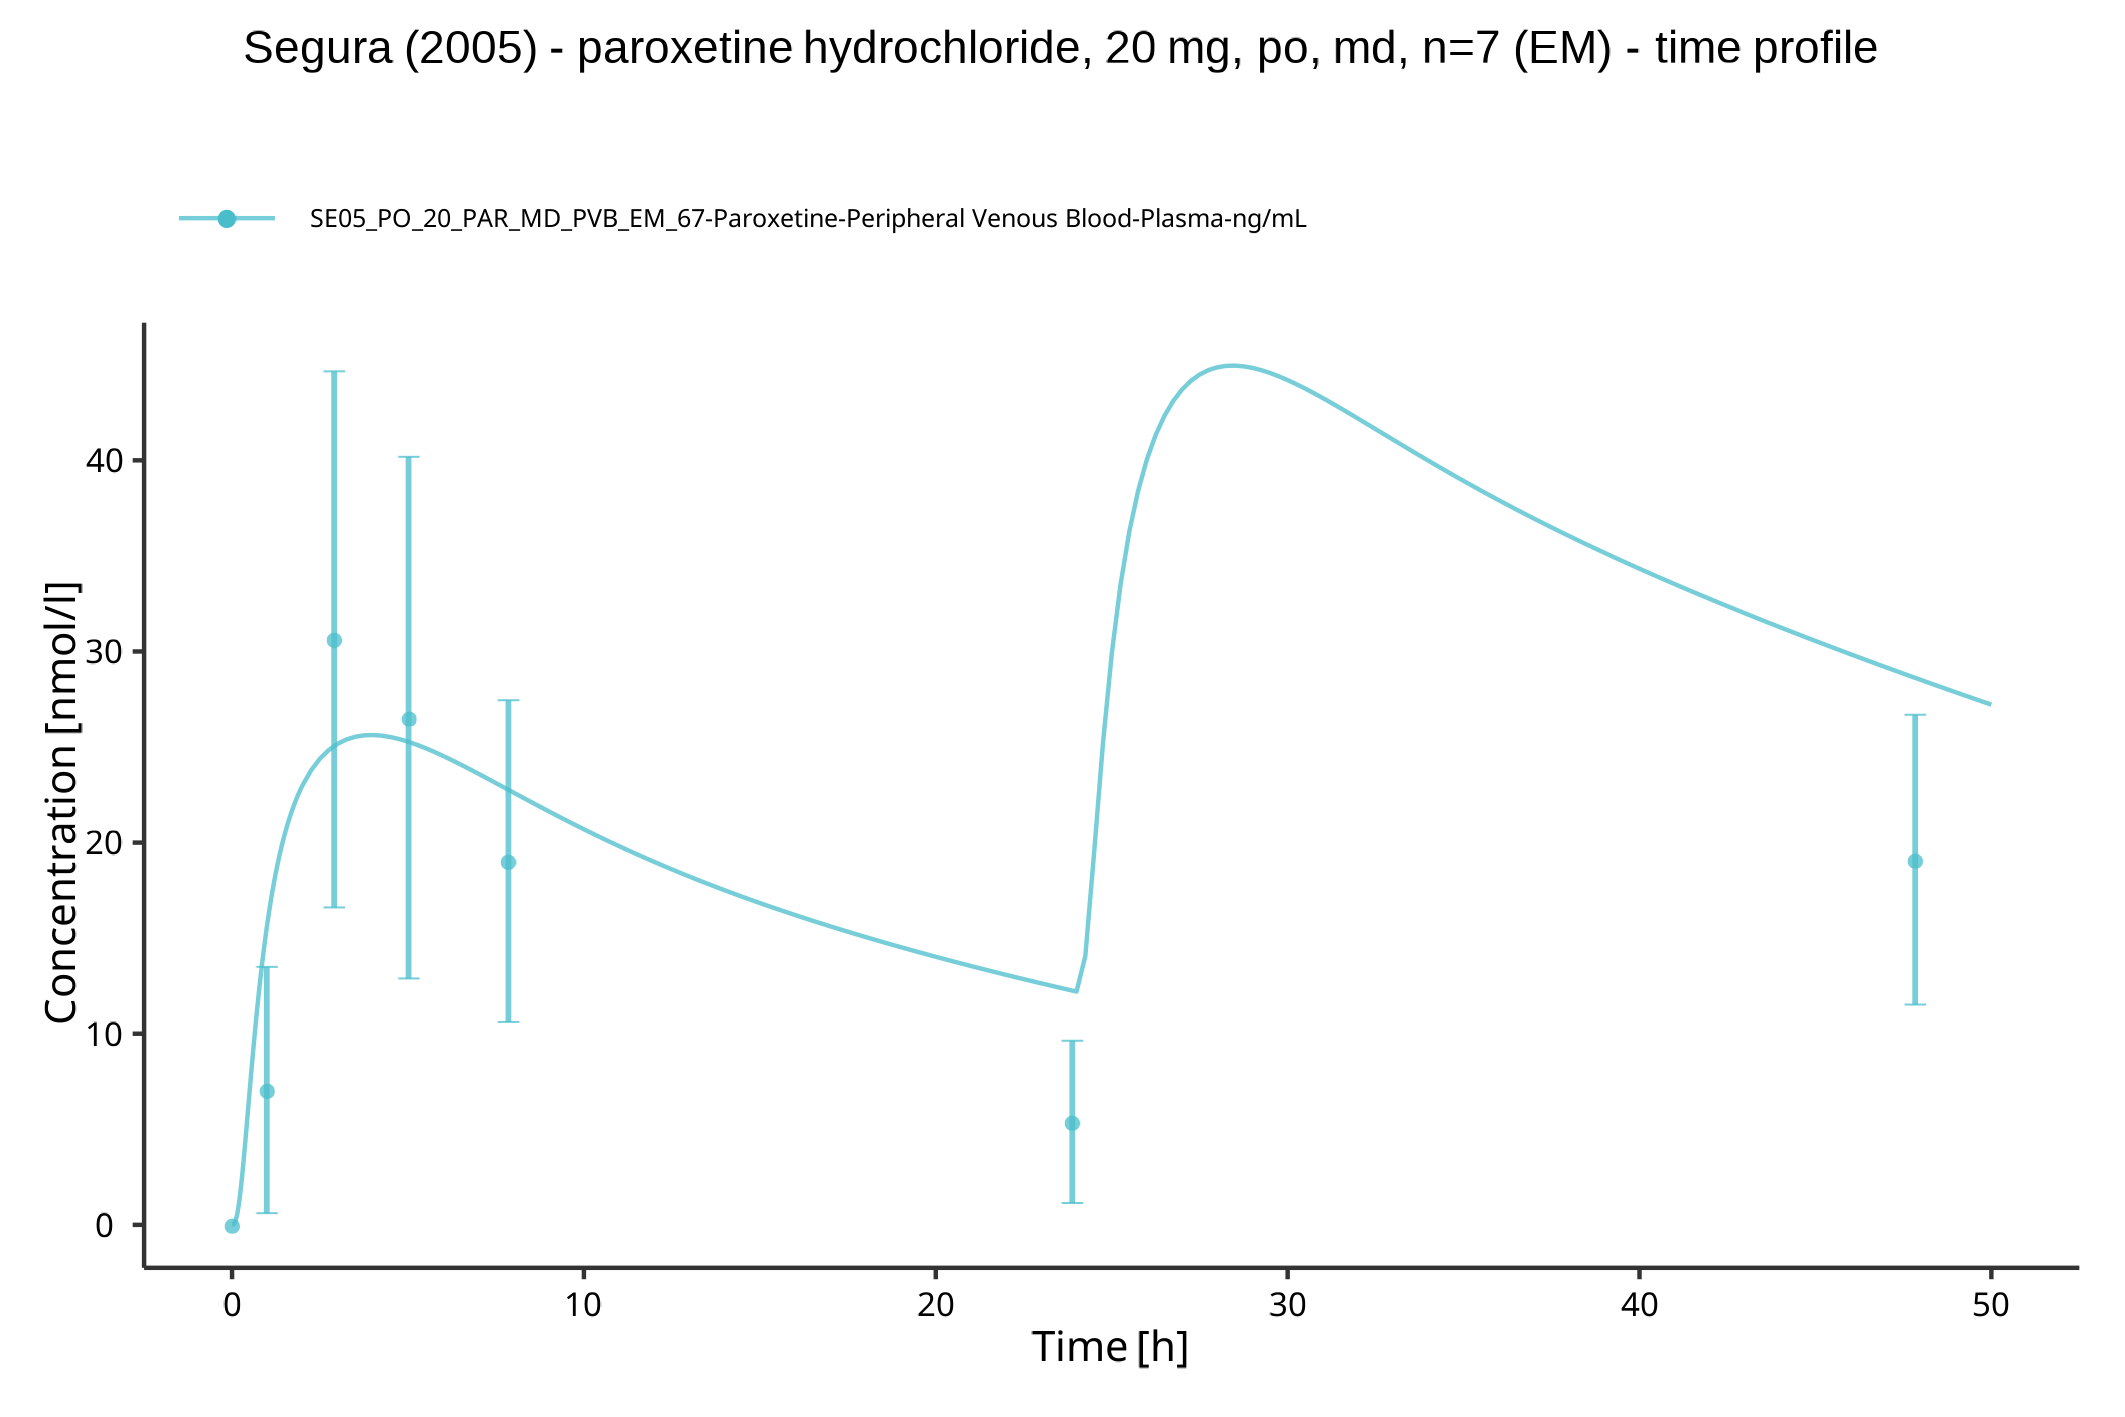 Segura (2005) - paroxetine hydrochloride, 20 mg, po, md, n=7 (EM) - time profile
SE05_PO_20_PAR_MD_PVB_EM_67-Paroxetine-Peripheral Venous Blood-Plasma-ng/mL
Concentration [nmol/l]
40
30
20
10
0
0 10 20 30 40 50
Time [h]